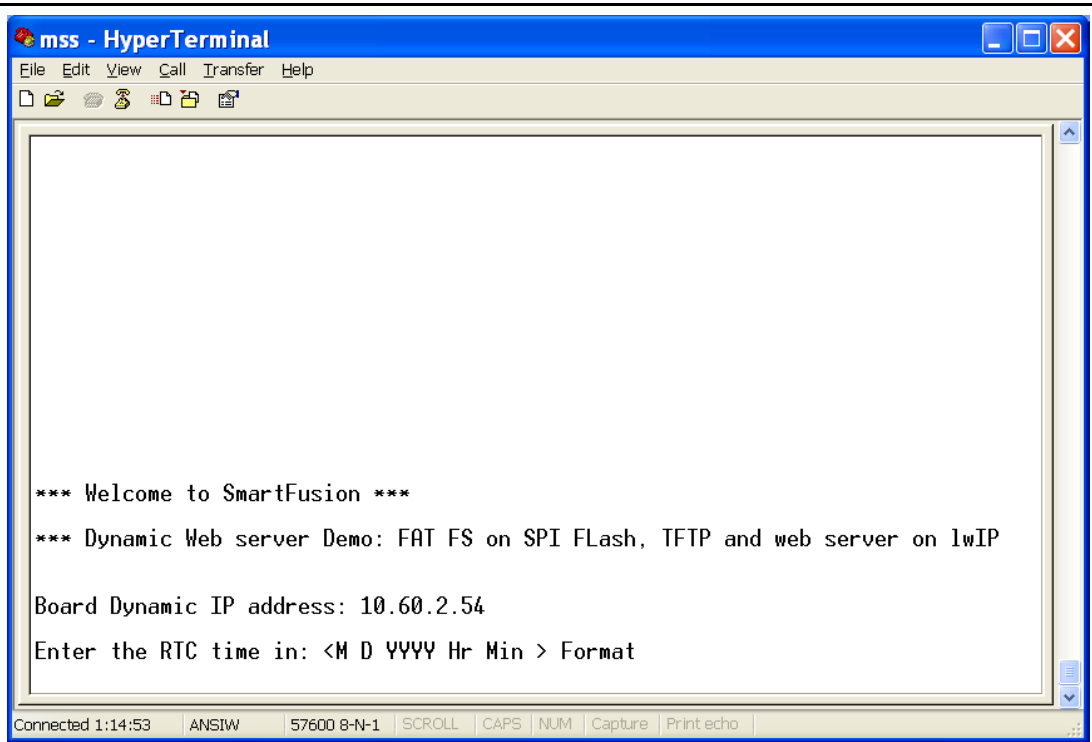 mss - HyperTerminal
File Edit View Call Transfer Help
*** Welcome to SmartFusion ***
*** Dynamic Web server Demo: FAT FS on SPI FLash, TFTP and web server on lwIP
Board Dynamic IP address: 10.60.2.54
Enter the RTC time in: <M D YYYY Hr Min > Format
Connected 1:14:53 ANSIW 57600 8-N-1 SCROLL CAPS NUM Capture Print echo